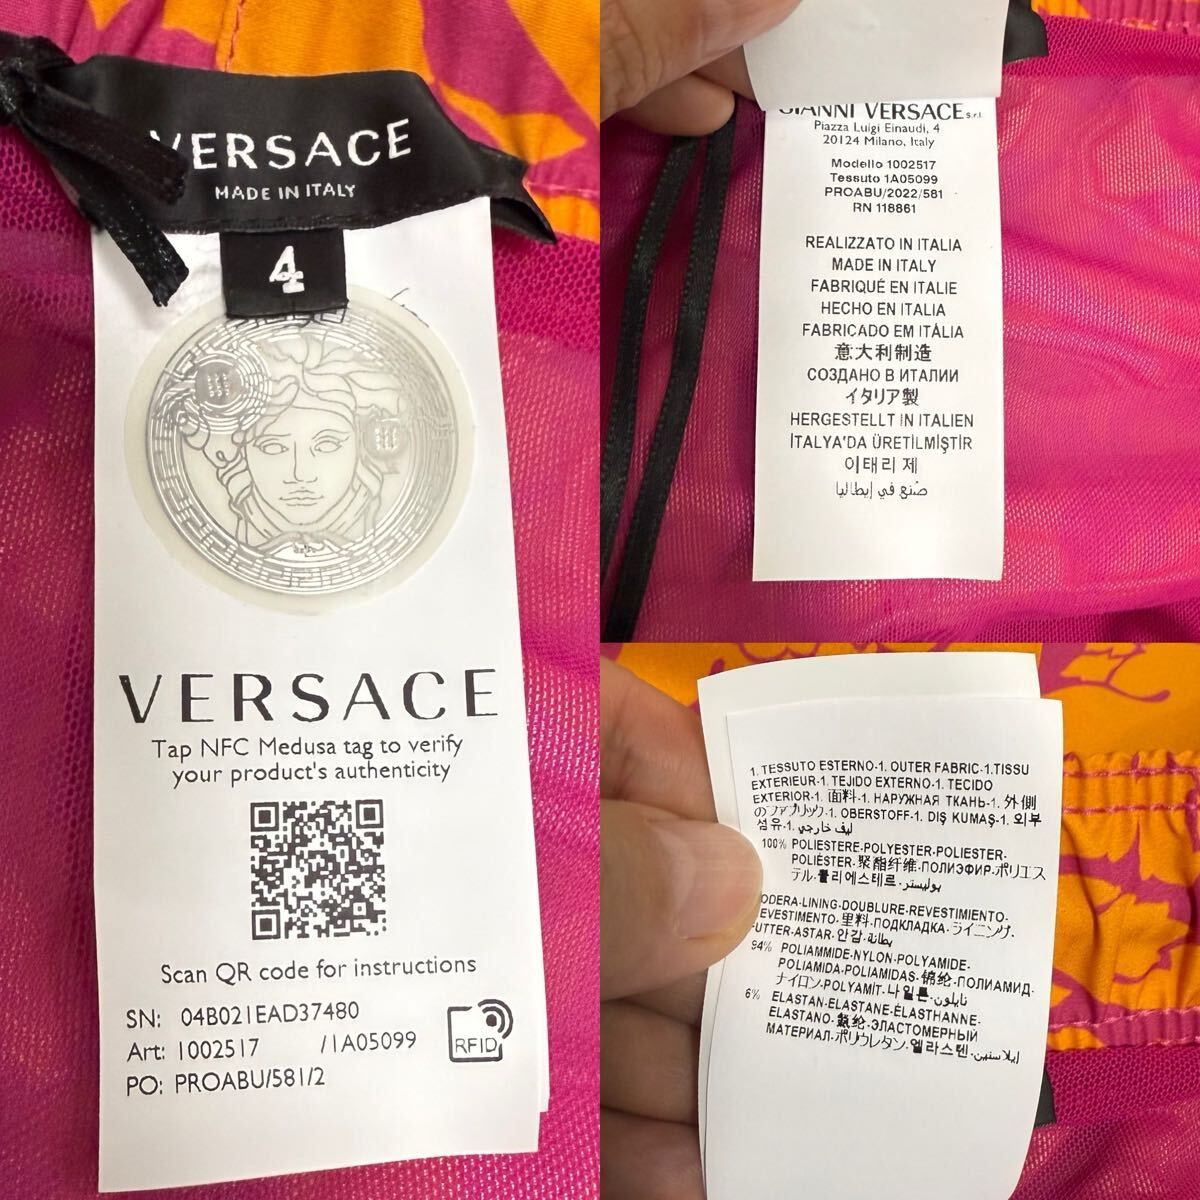 VERSACE
MADE IN ITALY
4
VERSACE
Tap NFC Medusa tag to verify
your product's authenticity
Scan QR code for instructions
SN: 04B021EAD37480
Art: 1002517 /1A05099
PO: PROABU/581/2
RFID
GIANNI VERSACE s.r.l.
Piazza Luigi Einaudi, 4
20124 Milano, Italy
Modello 1002517
Tessuto 1A05099
PROABU/2022/581
RN 118861
REALIZZATO IN ITALIA
MADE IN ITALY
FABRIQUÉ EN ITALIE
HECHO EN ITALIA
FABRICADO EM ITÁLIA
意大利制造
СОЗДАНО В ИТАЛИИ
イタリア製
HERGESTELLT IN ITALIEN
İTALYA'DA ÜRETİLMİŞTİR
이태리 제
صنع في إيطاليا
1. TESSUTO ESTERNO-1. OUTER FABRIC-1.TISSU
EXTERIEUR-1. TEJIDO EXTERNO-1. TECIDO
EXTERIOR-1. 面料-1. НАРУЖНАЯ ТКАНЬ-1. 外側
のファブリック-1. OBERSTOFF-1. DIŞ KUMAŞ-1. 외부
섬유-1. ليف خارجي
100% POLIESTERE-POLYESTER-POLIESTER-
POLIÉSTER-聚酯纤维-ПОЛИЭФИР-ポリエス
テル-폴리에스테르-بوليستر
ODERA-LINING-DOUBLURE-REVESTIMIENTO-
EVESTIMENTO-里料-ПОДКЛАДКА-ライニング-
UTTER-ASTAR-안감-بطانة
94% POLIAMMIDE-NYLON-POLYAMIDE-
POLIAMIDA-POLIAMIDAS-锦纶-ПОЛИАМИД-
ナイロン-POLYAMİT-나일론-نايلون
6% ELASTAN-ELASTANE-ÉLASTHANNE-
ELASTANO-氨纶-ЭЛАСТОМЕРНЫЙ
МАТЕРИАЛ-ポリウレタン-엘라스텐-إيلاستين